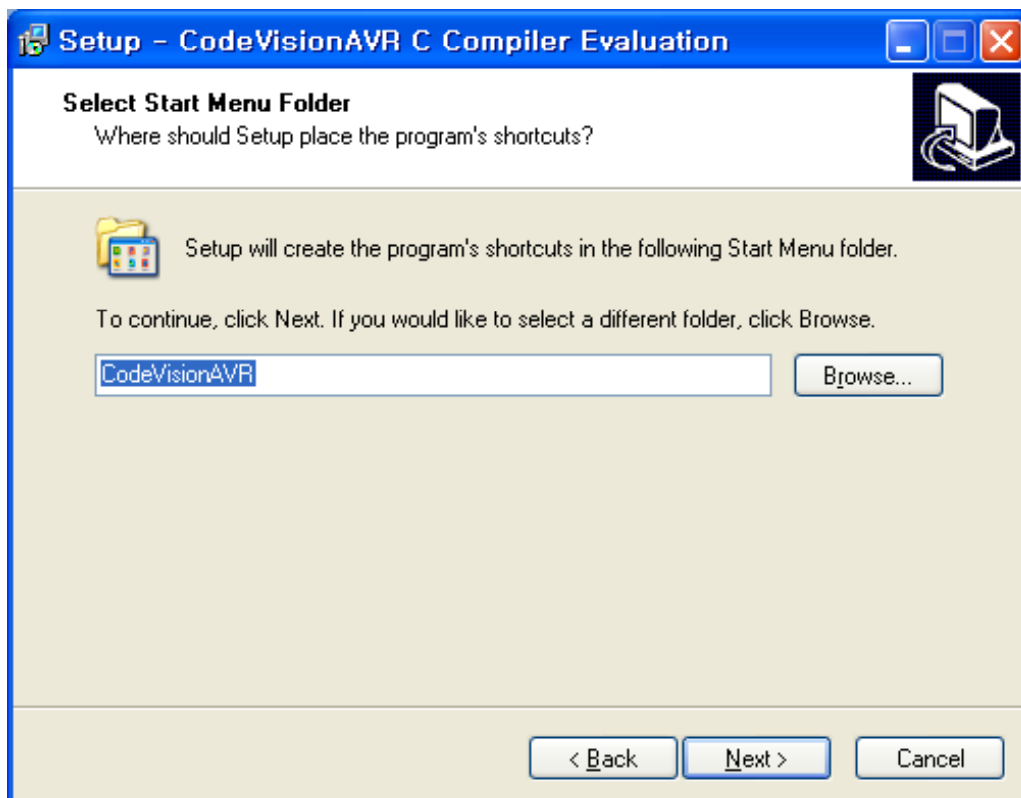 Setup - CodeVisionAVR C Compiler Evaluation
Select Start Menu Folder
Where should Setup place the program's shortcuts?
Setup will create the program's shortcuts in the following Start Menu folder.
To continue, click Next. If you would like to select a different folder, click Browse.
CodeVisionAVR
Browse...
< Back
Next >
Cancel